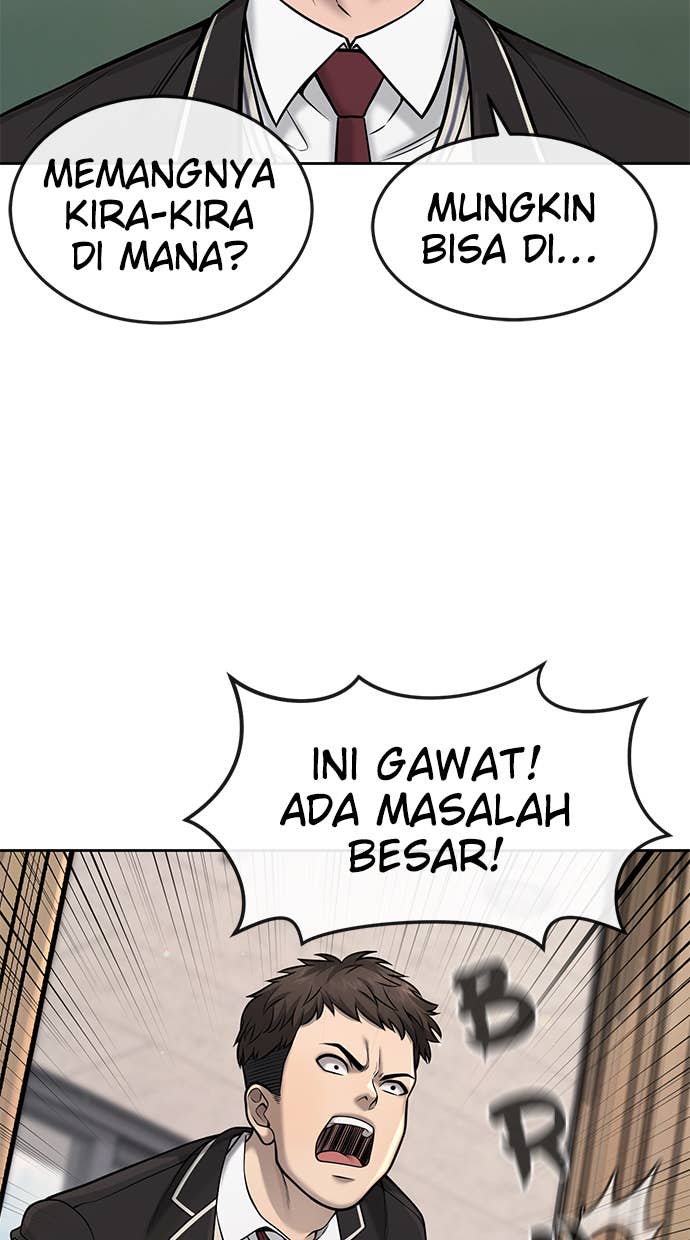 MEMANGNYA
KIRA-KIRA
DI MANA?
MUNGKIN
BISA DI...
INI GAWAT!
ADA MASALAH
BESAR!
B
R